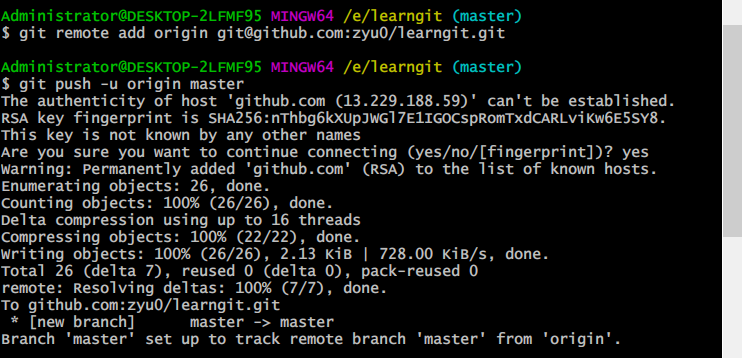 Administrator@DESKTOP-2LFMF95 MINGW64 /e/learngit (master)
$ git remote add origin git@github.com:zyu0/learngit.git
Administrator@DESKTOP-2LFMF95 MINGW64 /e/learngit (master)
$ git push -u origin master
The authenticity of host 'github.com (13.229.188.59)' can't be established.
RSA key fingerprint is SHA256:nThbg6kXUpJWGl7E1IGOCspRomTxdCARLviKw6E5SY8.
This key is not known by any other names
Are you sure you want to continue connecting (yes/no/[fingerprint])? yes
Warning: Permanently added 'github.com' (RSA) to the list of known hosts.
Enumerating objects: 26, done.
Counting objects: 100% (26/26), done.
Delta compression using up to 16 threads
Compressing objects: 100% (22/22), done.
Writing objects: 100% (26/26), 2.13 KiB | 728.00 KiB/s, done.
Total 26 (delta 7), reused 0 (delta 0), pack-reused 0
remote: Resolving deltas: 100% (7/7), done.
To github.com:zyu0/learngit.git
 * [new branch]      master -> master
Branch 'master' set up to track remote branch 'master' from 'origin'.